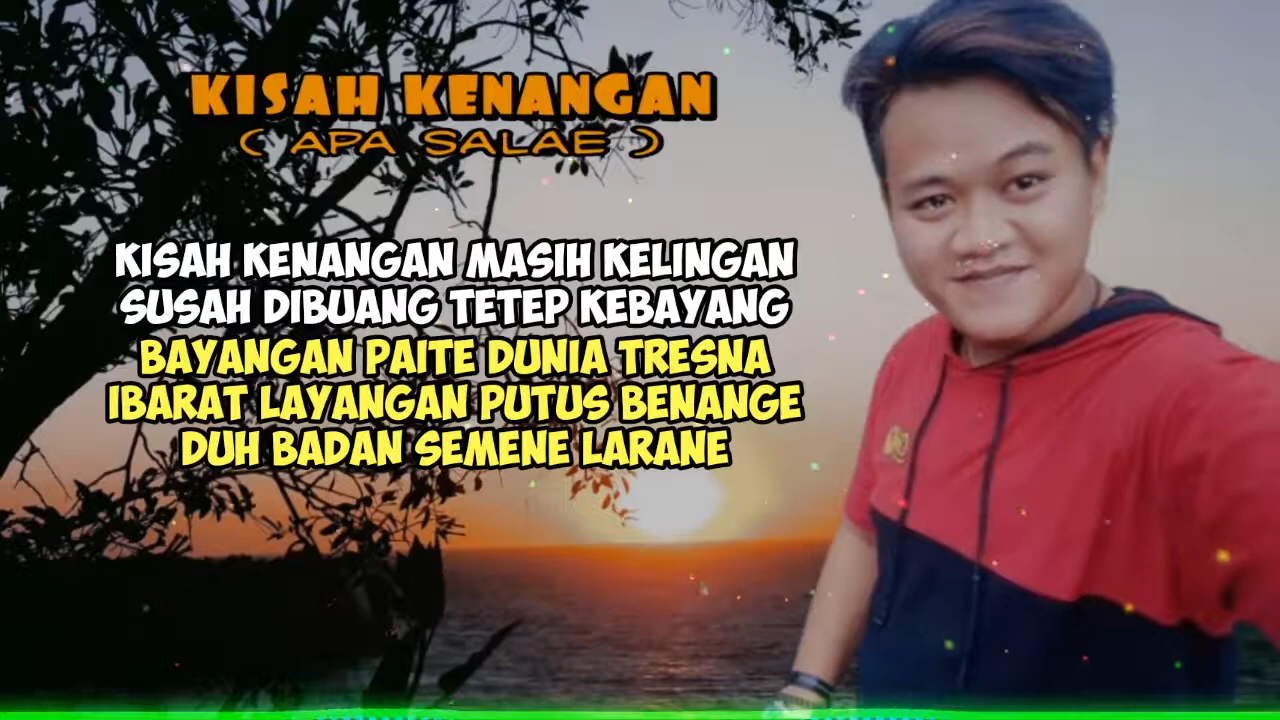 KISAH KENANGAN
( APA SALAE )
KISAH KENANGAN MASIH KELINGAN
SUSAH DIBUANG TETEP KEBAYANG
BAYANGAN PAITE DUNIA TRESNA
IBARAT LAYANGAN PUTUS BENANGE
DUH BADAN SEMENE LARANE